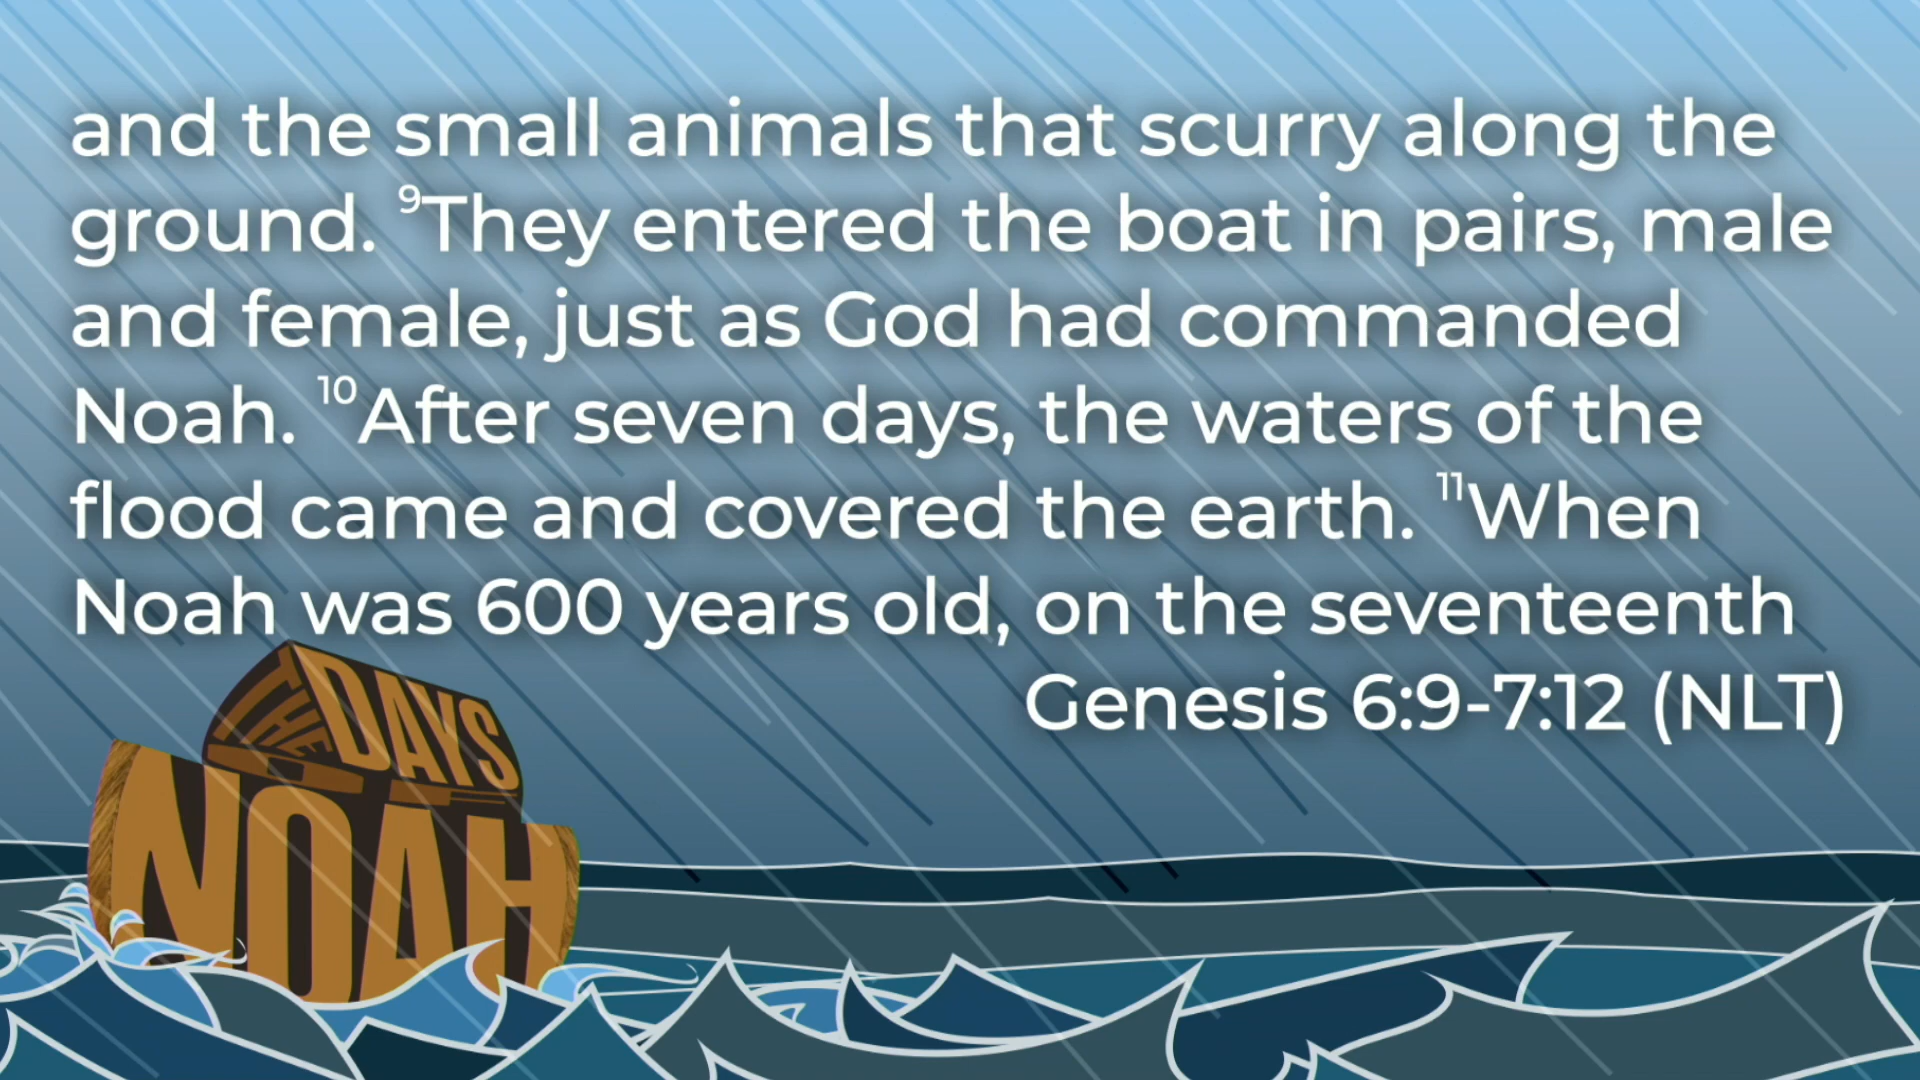 and the small animals that scurry along the
ground. ⁹They entered the boat in pairs, male
and female, just as God had commanded
Noah. ¹⁰After seven days, the waters of the
flood came and covered the earth. ¹¹When
Noah was 600 years old, on the seventeenth
Genesis 6:9-7:12 (NLT)
THE DAYS
NOAH